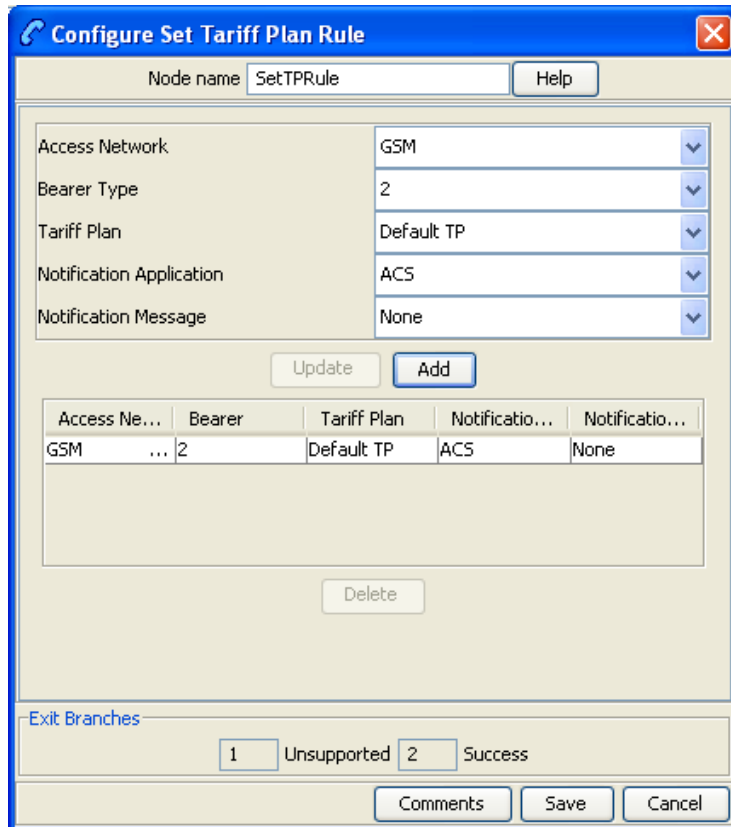 Configure Set Tariff Plan Rule
Node name SetTPRule Help
Access Network GSM
Bearer Type 2
Tariff Plan Default TP
Notification Application ACS
Notification Message None
Update Add
Access Ne... Bearer Tariff Plan Notificatio... Notificatio...
GSM ... 2 Default TP ACS None
Delete
Exit Branches
1 Unsupported 2 Success
Comments Save Cancel